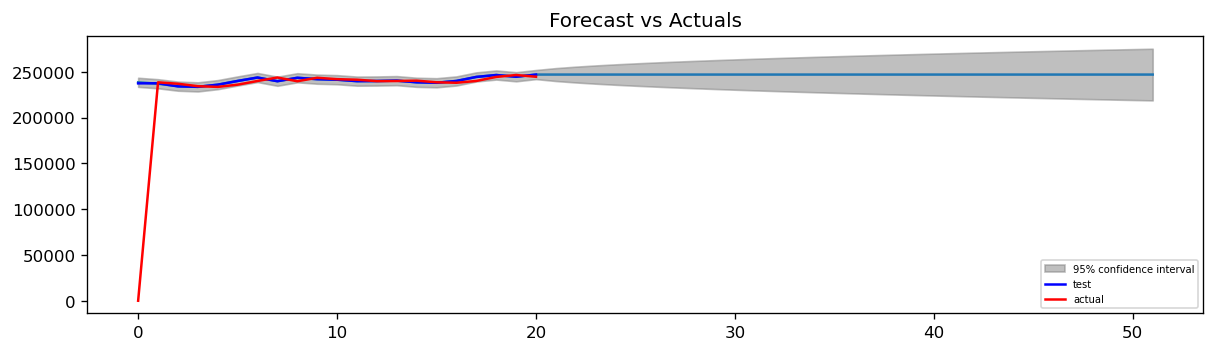 Forecast vs Actuals
250000
200000
150000
100000
50000
0
0 10 20 30 40 50
95% confidence interval
test
actual